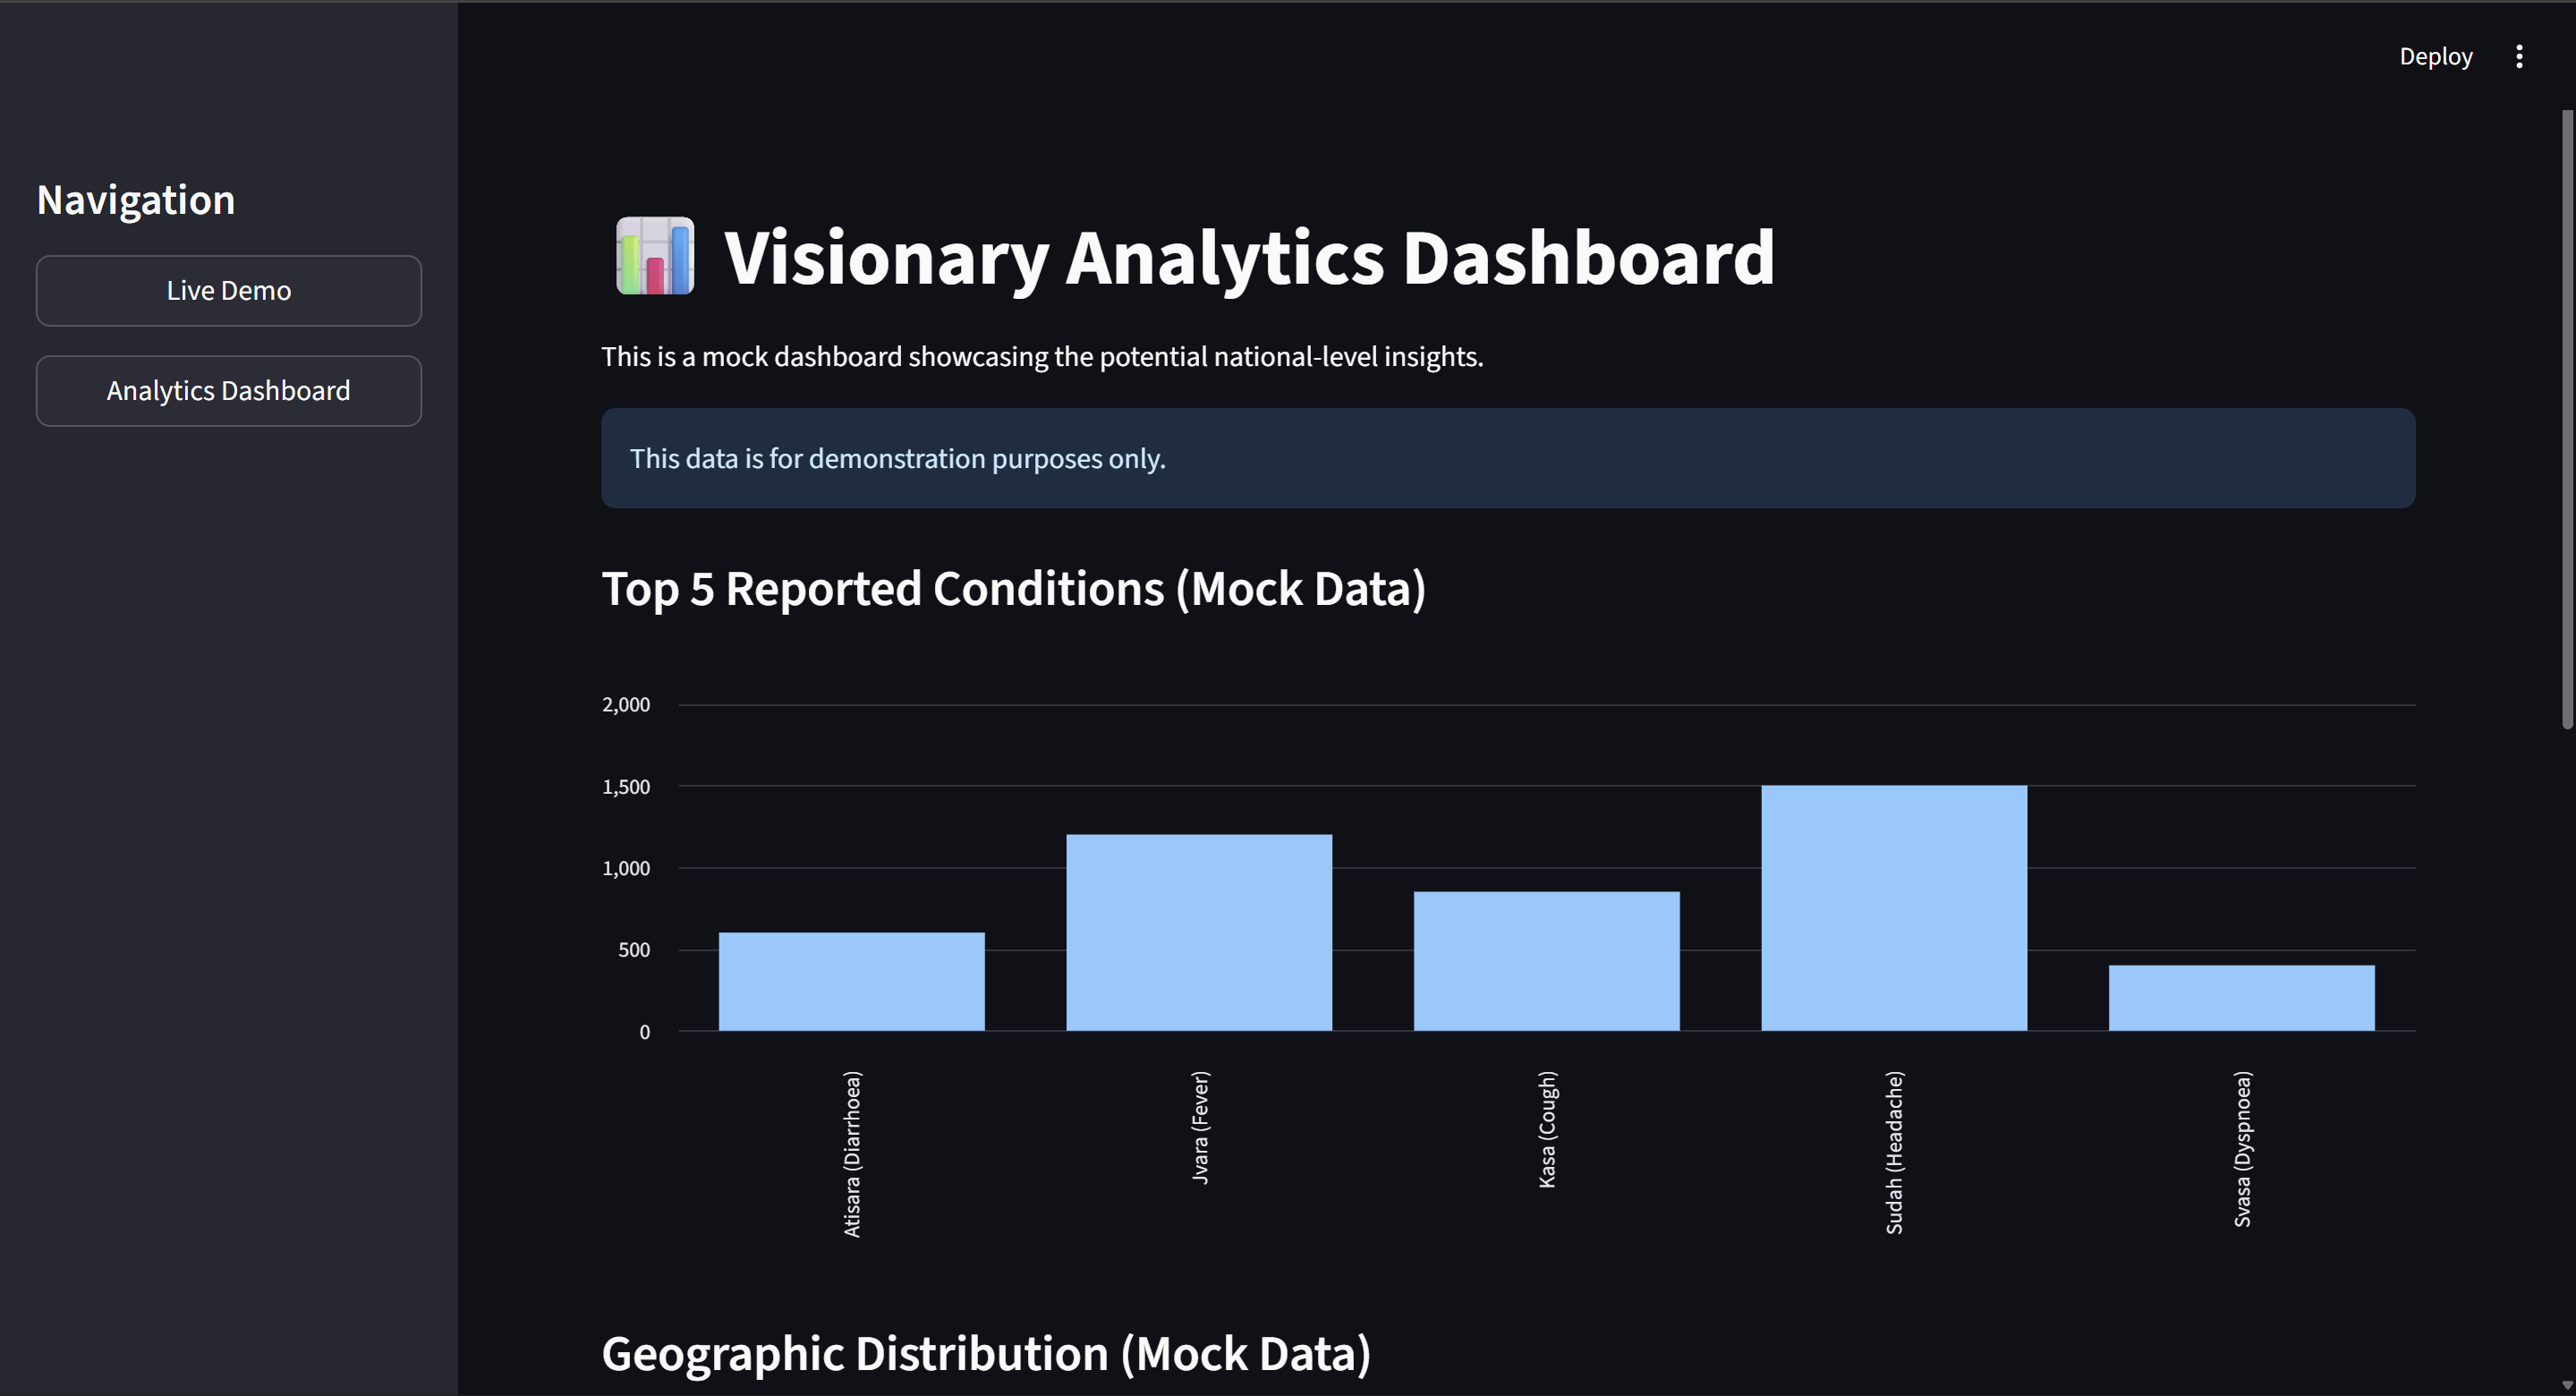 Deploy
Navigation
Live Demo
Analytics Dashboard
Visionary Analytics Dashboard
This is a mock dashboard showcasing the potential national-level insights.
This data is for demonstration purposes only.
Top 5 Reported Conditions (Mock Data)
2,000
1,500
1,000
500
0
Atisara (Diarrhoea)
Jvara (Fever)
Kasa (Cough)
Sudah (Headache)
Svasa (Dyspnoea)
Geographic Distribution (Mock Data)